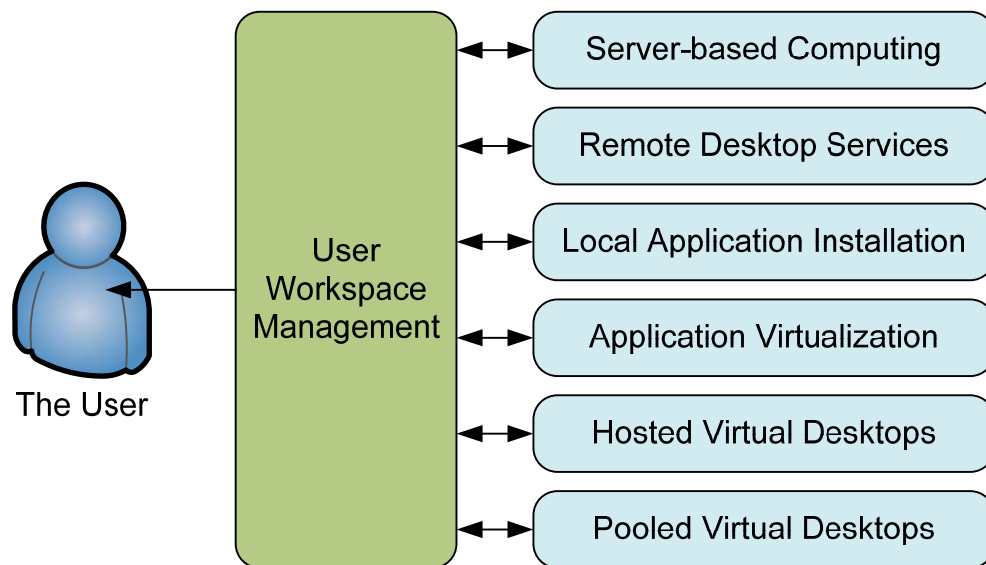 The User
User
Workspace
Management
Server-based Computing
Remote Desktop Services
Local Application Installation
Application Virtualization
Hosted Virtual Desktops
Pooled Virtual Desktops